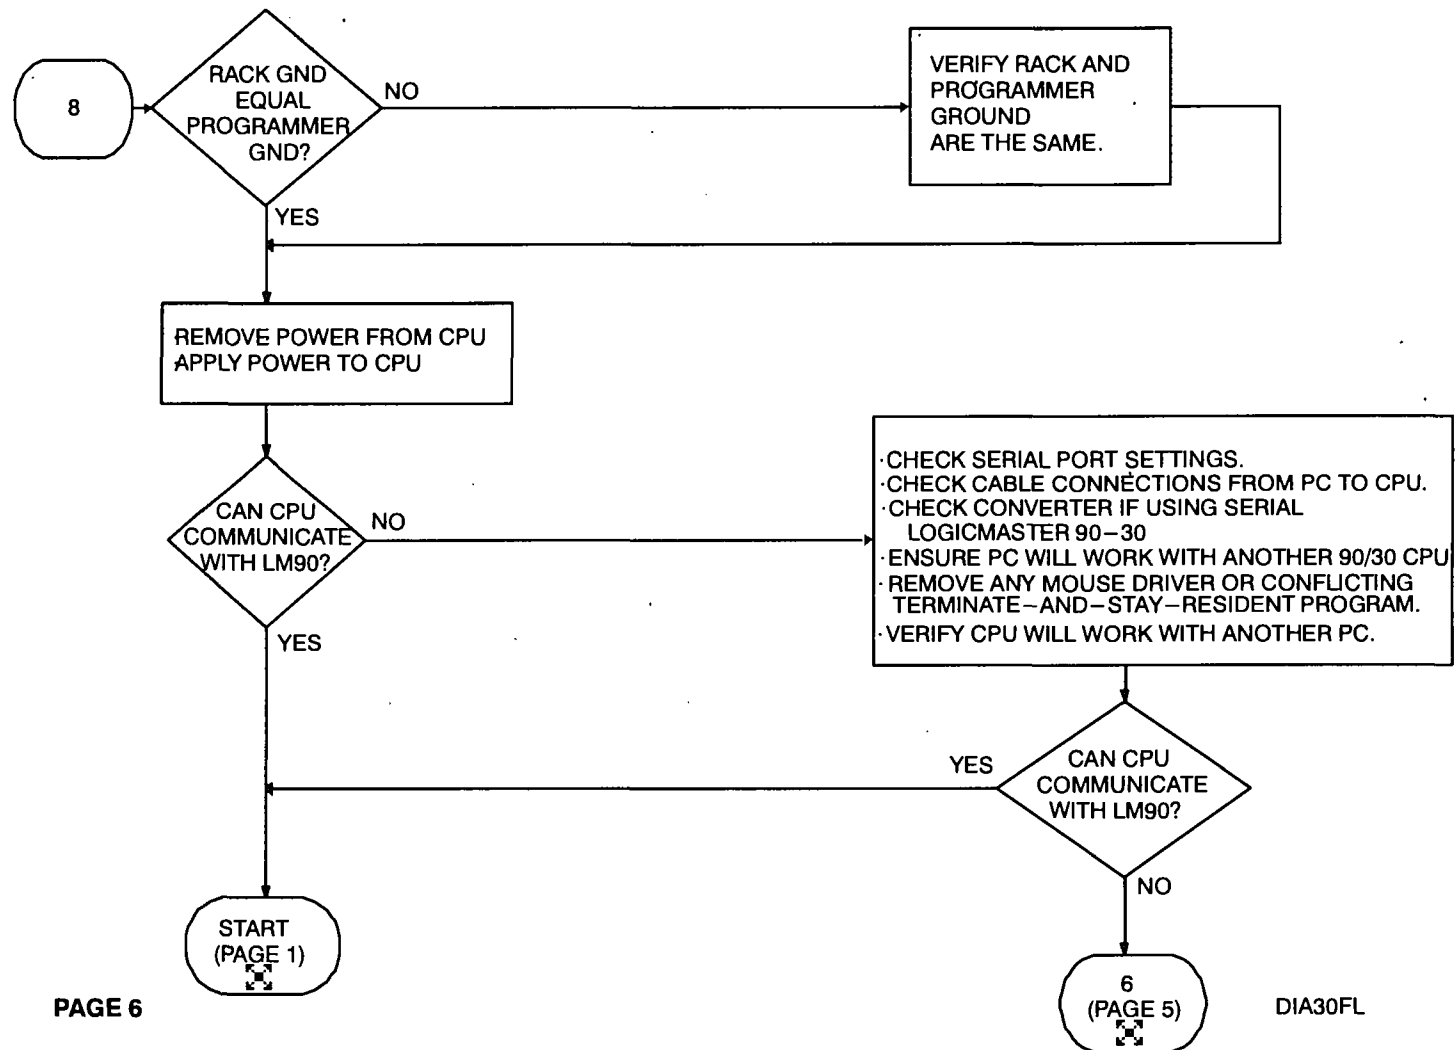 8
RACK GND
EQUAL
PROGRAMMER
GND?
NO
VERIFY RACK AND
PROGRAMMER
GROUND
ARE THE SAME.
YES
REMOVE POWER FROM CPU
APPLY POWER TO CPU
CAN CPU
COMMUNICATE
WITH LM90?
NO
·CHECK SERIAL PORT SETTINGS.
·CHECK CABLE CONNECTIONS FROM PC TO CPU.
·CHECK CONVERTER IF USING SERIAL
LOGICMASTER 90–30
·ENSURE PC WILL WORK WITH ANOTHER 90/30 CPU
·REMOVE ANY MOUSE DRIVER OR CONFLICTING
TERMINATE–AND–STAY–RESIDENT PROGRAM.
·VERIFY CPU WILL WORK WITH ANOTHER PC.
YES
YES
CAN CPU
COMMUNICATE
WITH LM90?
NO
START
(PAGE 1)
6
(PAGE 5)
PAGE 6
DIA30FL